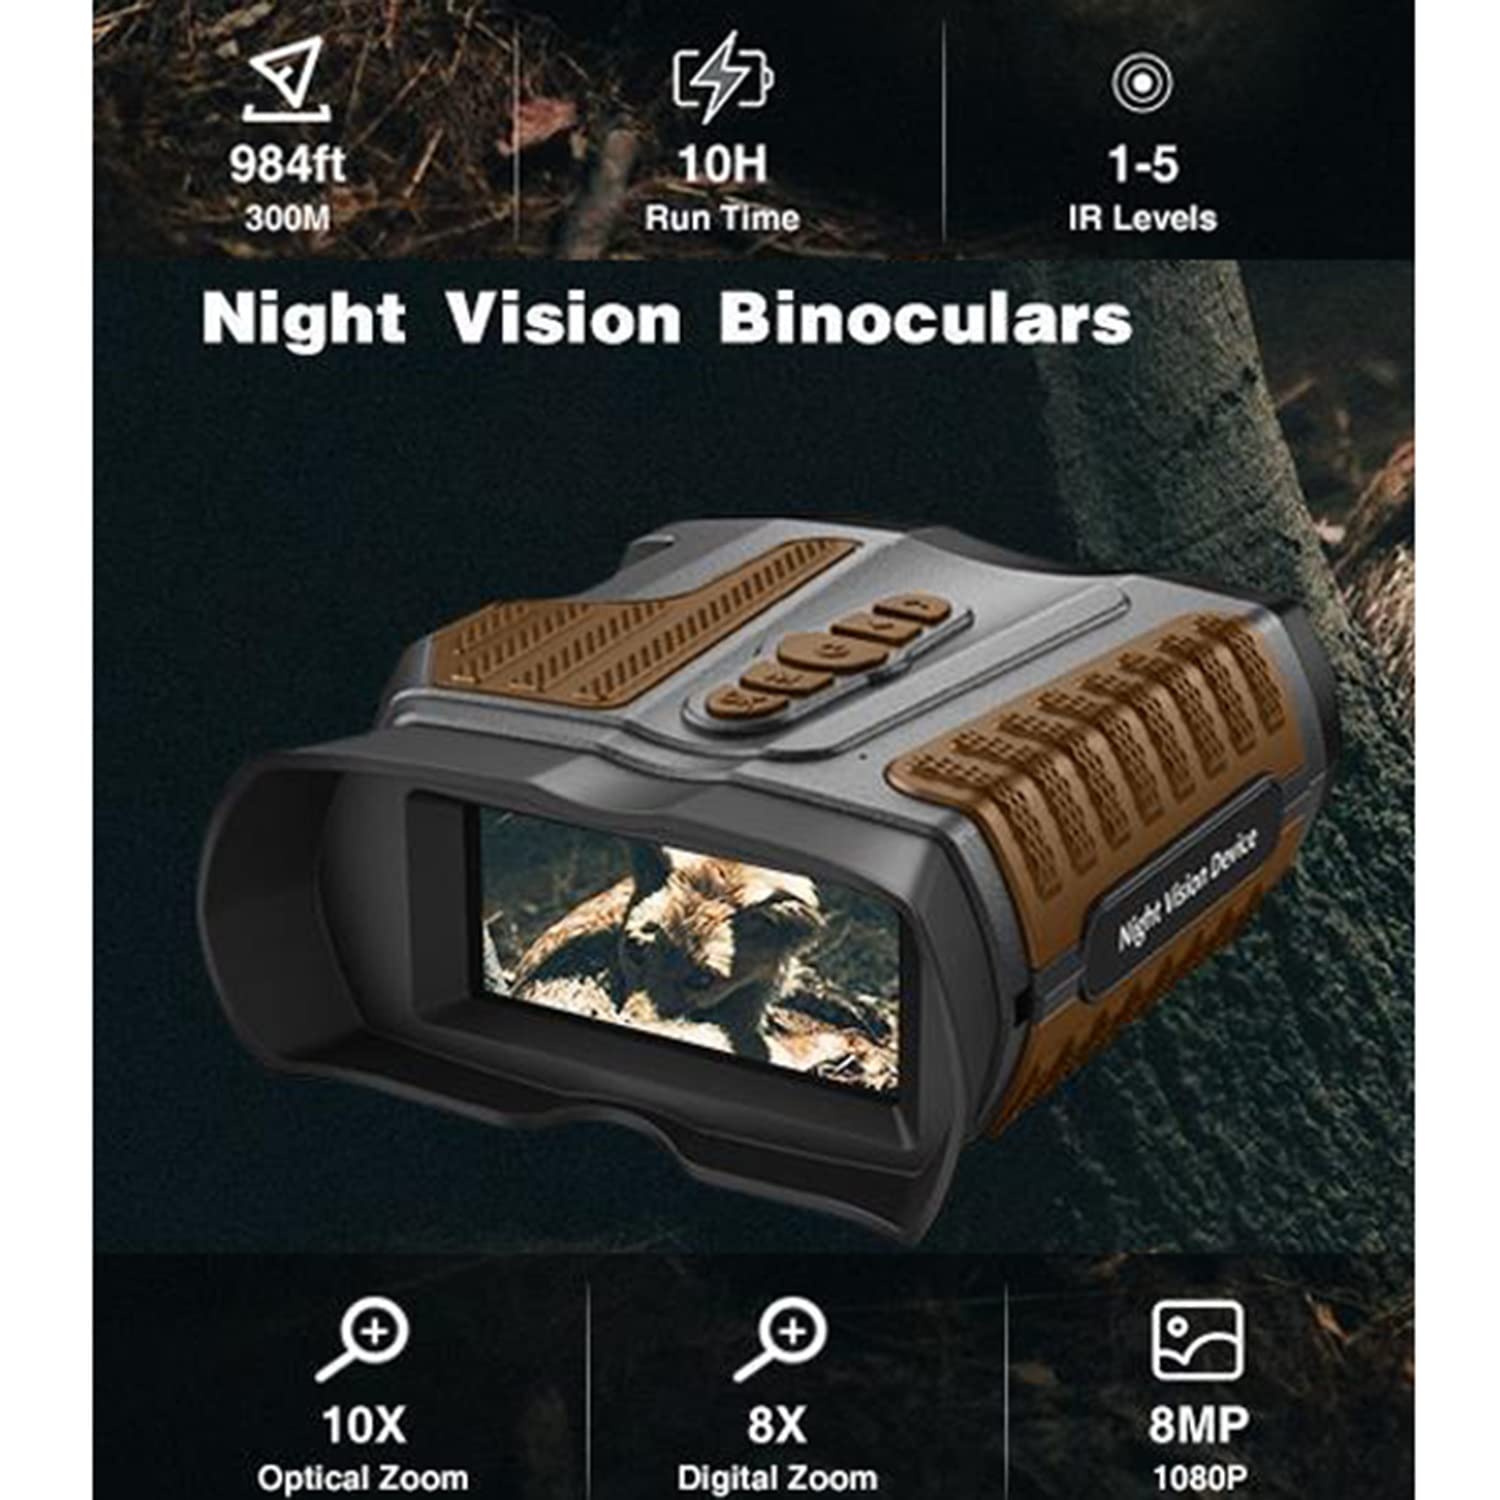 984ft
300M
10H
Run Time
1-5
IR Levels
Night Vision Binoculars
Night Vision Device
10X
Optical Zoom
8X
Digital Zoom
8MP
1080P